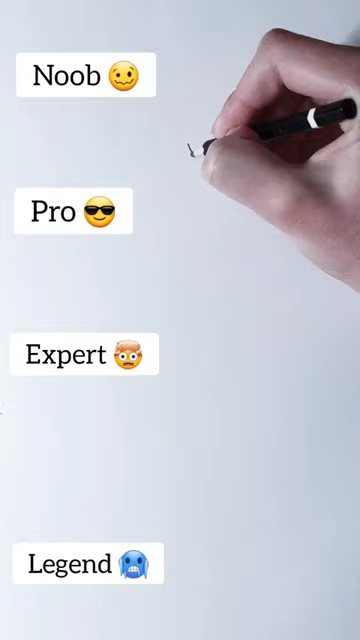 Noob 🥴
Pro 😎
Expert 🤯
Legend 🥶